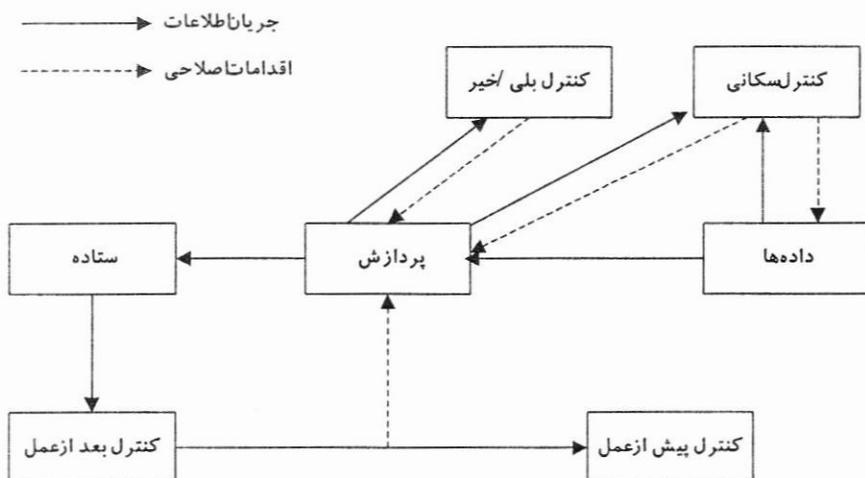 جریان‌اطلاعات
اقدامات‌اصلاحی
کنترل‌سکانی
کنترل بلی /خیر
داده‌ها
پردازش
ستاده
کنترل پیش ازعمل
کنترل بعد ازعمل